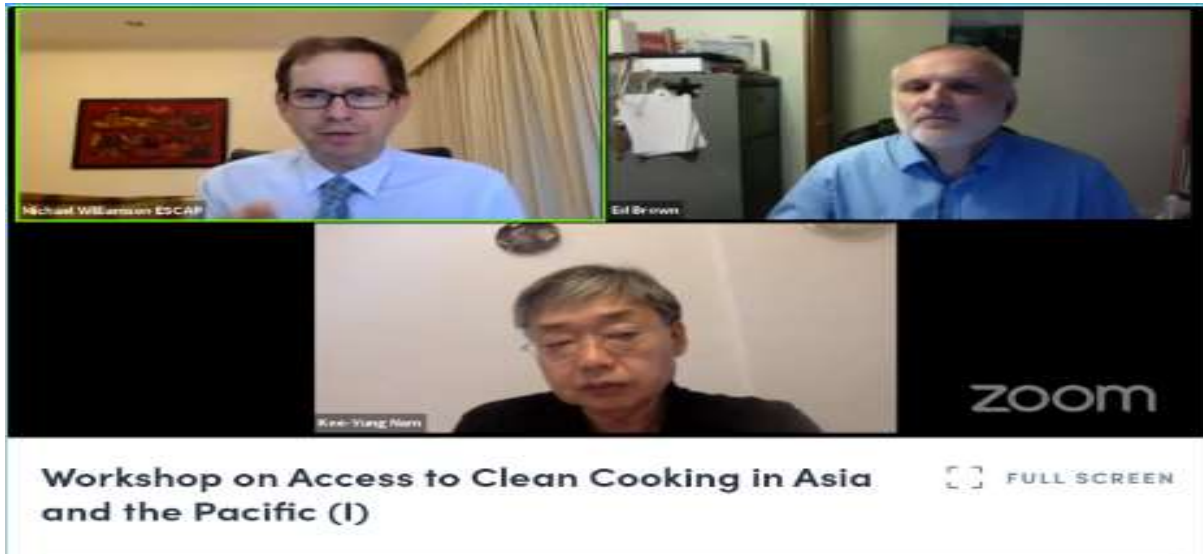 Michael Williamson ESCAP
Ed Brown
Kee-Yung Nam
zoom
Workshop on Access to Clean Cooking in Asia
and the Pacific (I)
FULL SCREEN